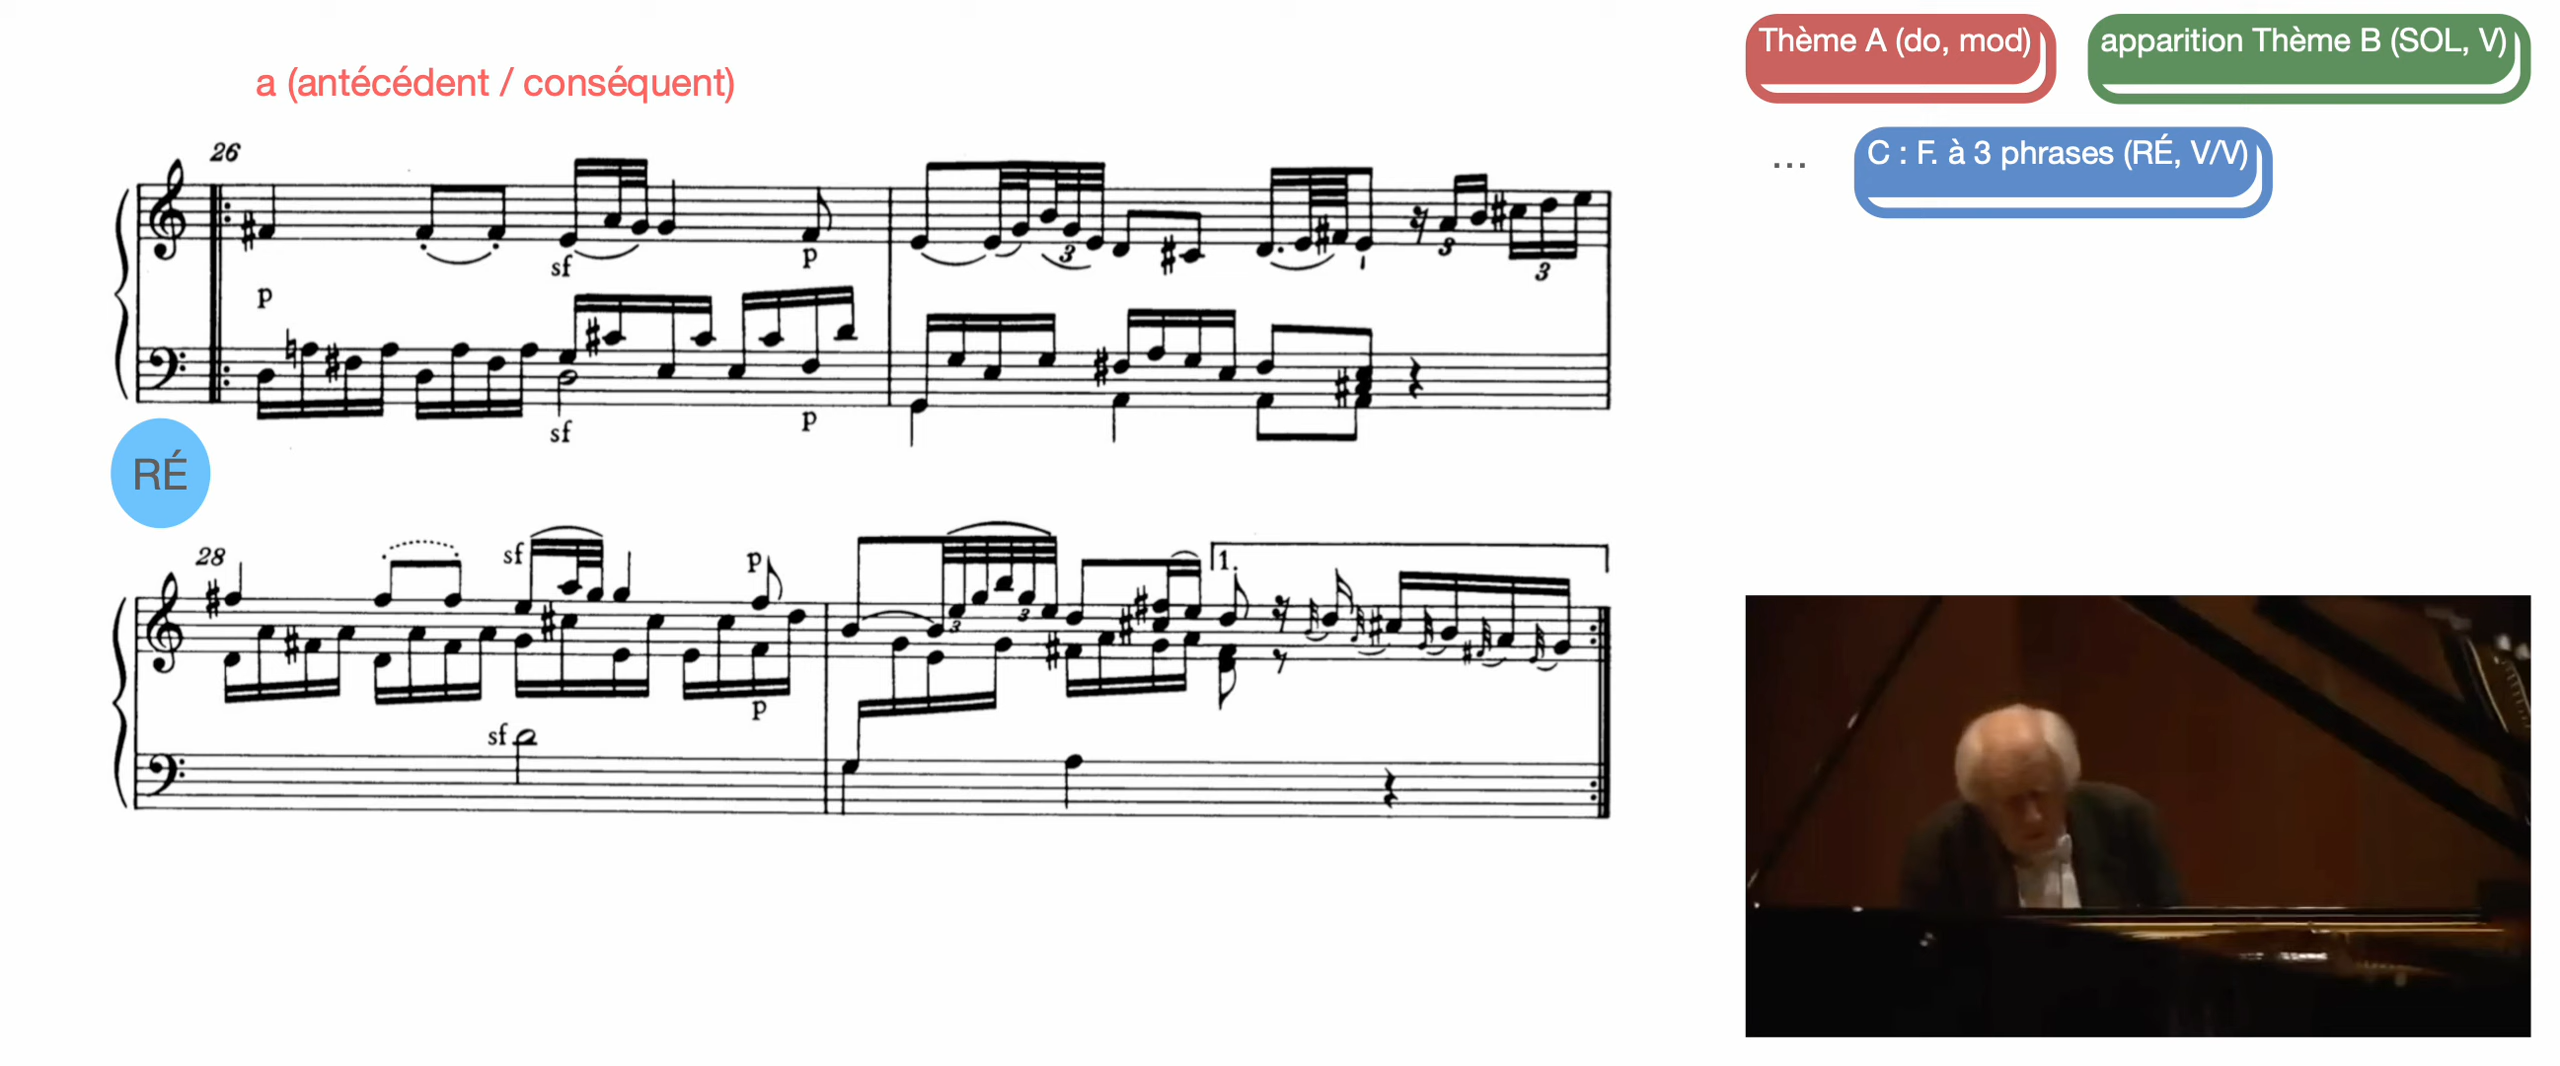 Thème A (do, mod)
apparition Thème B (SOL, V)
a (antécédent / conséquent)
... C : F. à 3 phrases (RÉ, V/V)
26
sf
p
3
3
3
p
sf
p
RÉ
28
sf
p
1.
3
3
p
sf